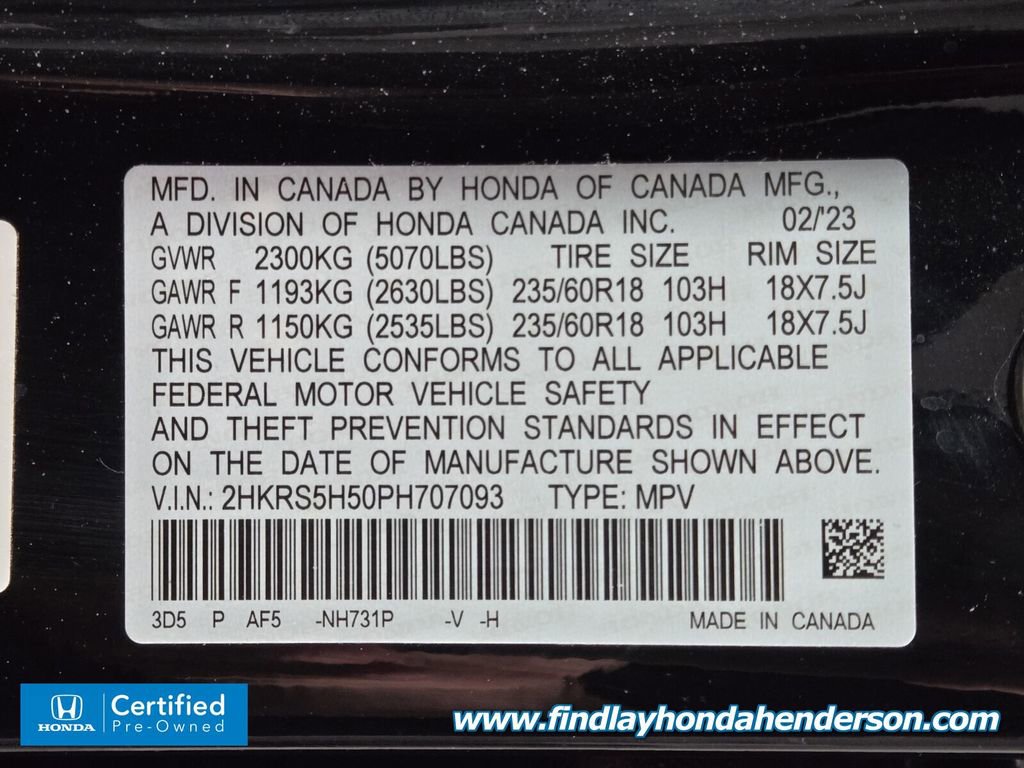 MFD. IN CANADA BY HONDA OF CANADA MFG.,
A DIVISION OF HONDA CANADA INC. 02/'23
GVWR 2300KG (5070LBS) TIRE SIZE RIM SIZE
GAWR F 1193KG (2630LBS) 235/60R18 103H 18X7.5J
GAWR R 1150KG (2535LBS) 235/60R18 103H 18X7.5J
THIS VEHICLE CONFORMS TO ALL APPLICABLE
FEDERAL MOTOR VEHICLE SAFETY
AND THEFT PREVENTION STANDARDS IN EFFECT
ON THE DATE OF MANUFACTURE SHOWN ABOVE.
V.I.N.: 2HKRS5H50PH707093 TYPE: MPV
3D5 P AF5 -NH731P -V -H MADE IN CANADA
HONDA
Certified
Pre-Owned
www.findlayhondahenderson.com